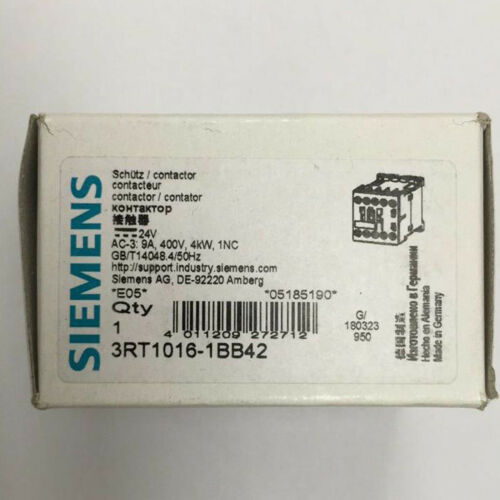 SIEMENS
Schütz / contactor
contacteur
contactor / contator
контактор
接触器
24V
AC-3: 9A, 400V, 4kW, 1NC
GB/T14048.4/50Hz
http://support.industry.siemens.com
Siemens AG, DE-92220 Amberg
*E05* *05185190*
Qty
1
4 011209 272712
3RT1016-1BB42
G/
180323
950
德国制造
Изготовлено в Германии
Hecho en Alemania
Made in Germany